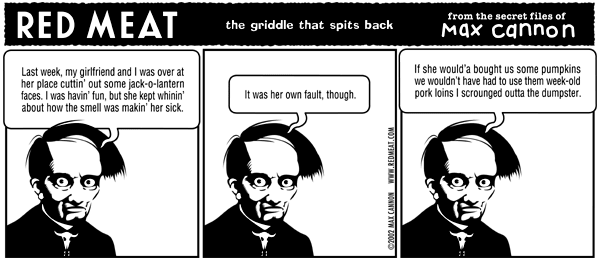 RED MEAT
the griddle that spits back
from the secret files of
Max cannon
Last week, my girlfriend and I was over at
her place cuttin' out some jack-o-lantern
faces. I was havin' fun, but she kept whinin'
about how the smell was makin' her sick.
It was her own fault, though.
©2002 MAX CANNON WWW.REDMEAT.COM
If she would'a bought us some pumpkins
we wouldn't have had to use them week-old
pork loins I scrounged outta the dumpster.